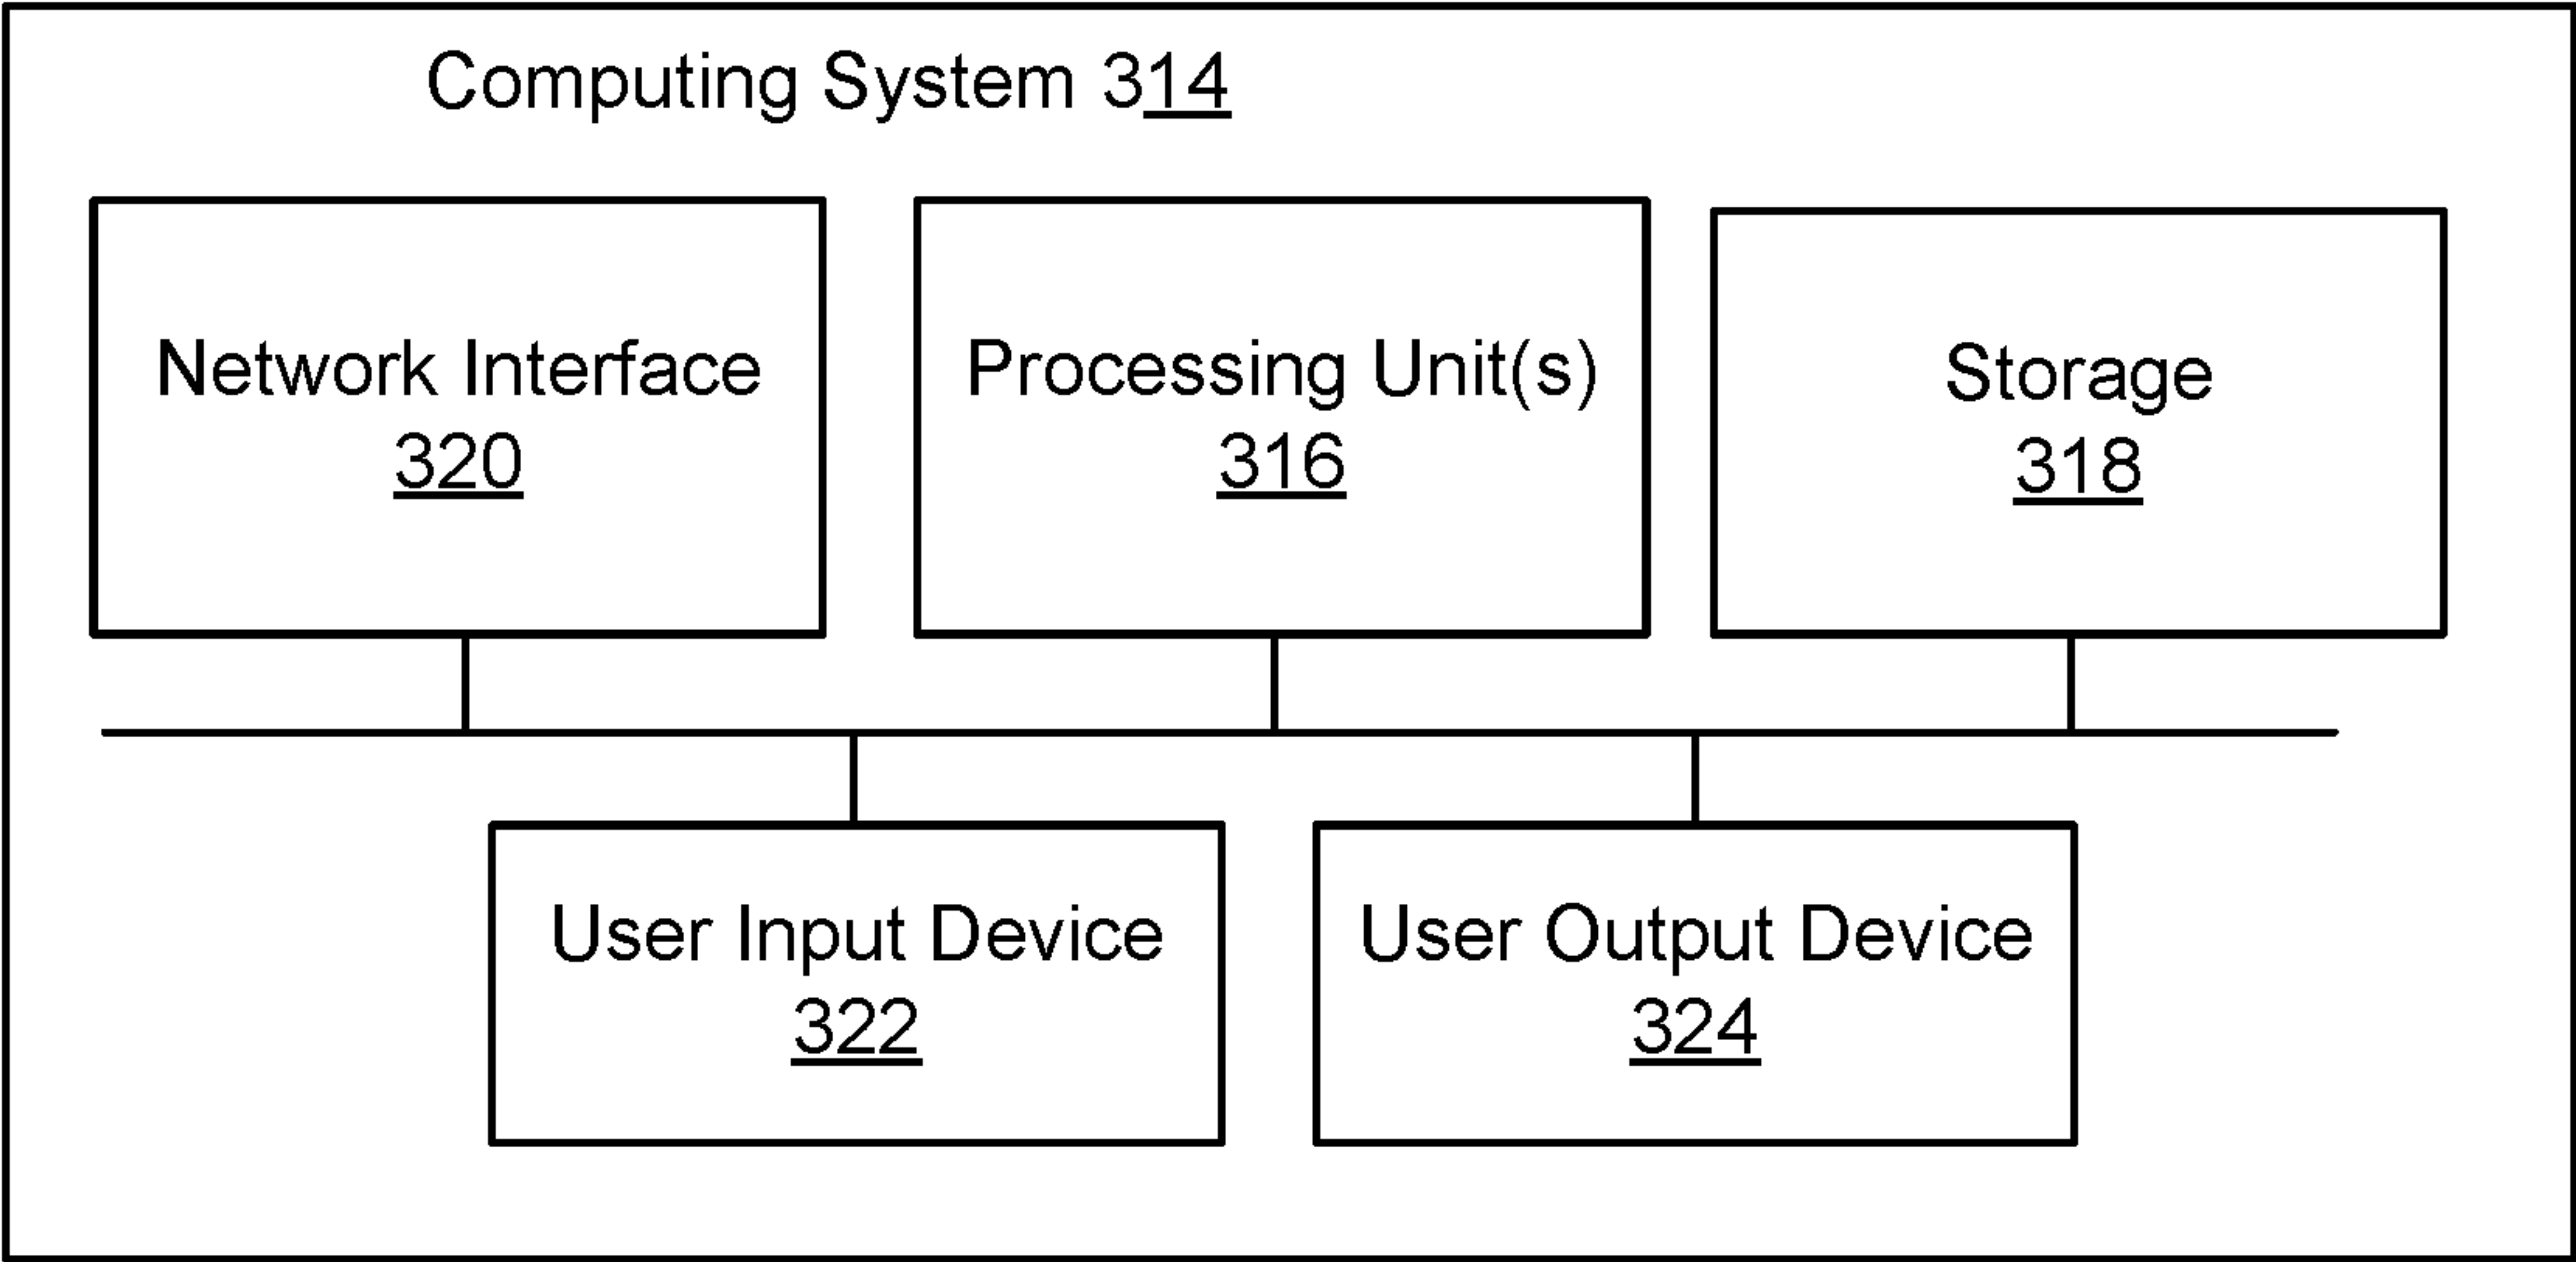 Computing System 314
Network Interface
320
Processing Unit(s)
316
Storage
318
User Input Device
322
User Output Device
324